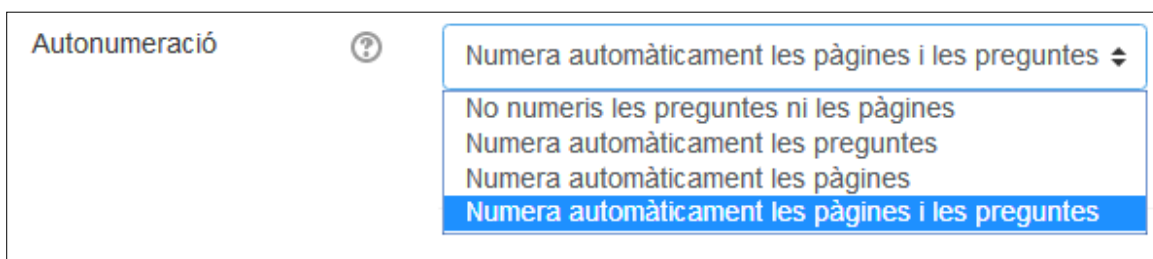 Autonumeració
Numera automàticament les pàgines i les preguntes
No numeris les preguntes ni les pàgines
Numera automàticament les preguntes
Numera automàticament les pàgines
Numera automàticament les pàgines i les preguntes